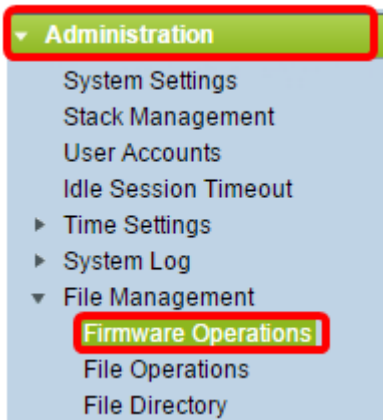 Administration
System Settings
Stack Management
User Accounts
Idle Session Timeout
Time Settings
System Log
File Management
Firmware Operations
File Operations
File Directory